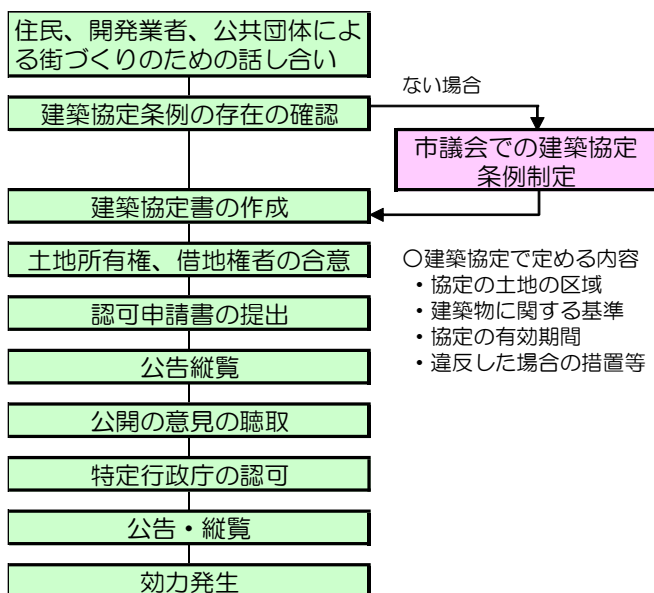 住民、開発業者、公共団体によ
る街づくりのための話し合い
ない場合
建築協定条例の存在の確認
市議会での建築協定
条例制定
建築協定書の作成
土地所有権、借地権者の合意
○建築協定で定める内容
・協定の土地の区域
・建築物に関する基準
・協定の有効期間
・違反した場合の措置等
認可申請書の提出
公告縦覧
公開の意見の聴取
特定行政庁の認可
公告・縦覧
効力発生